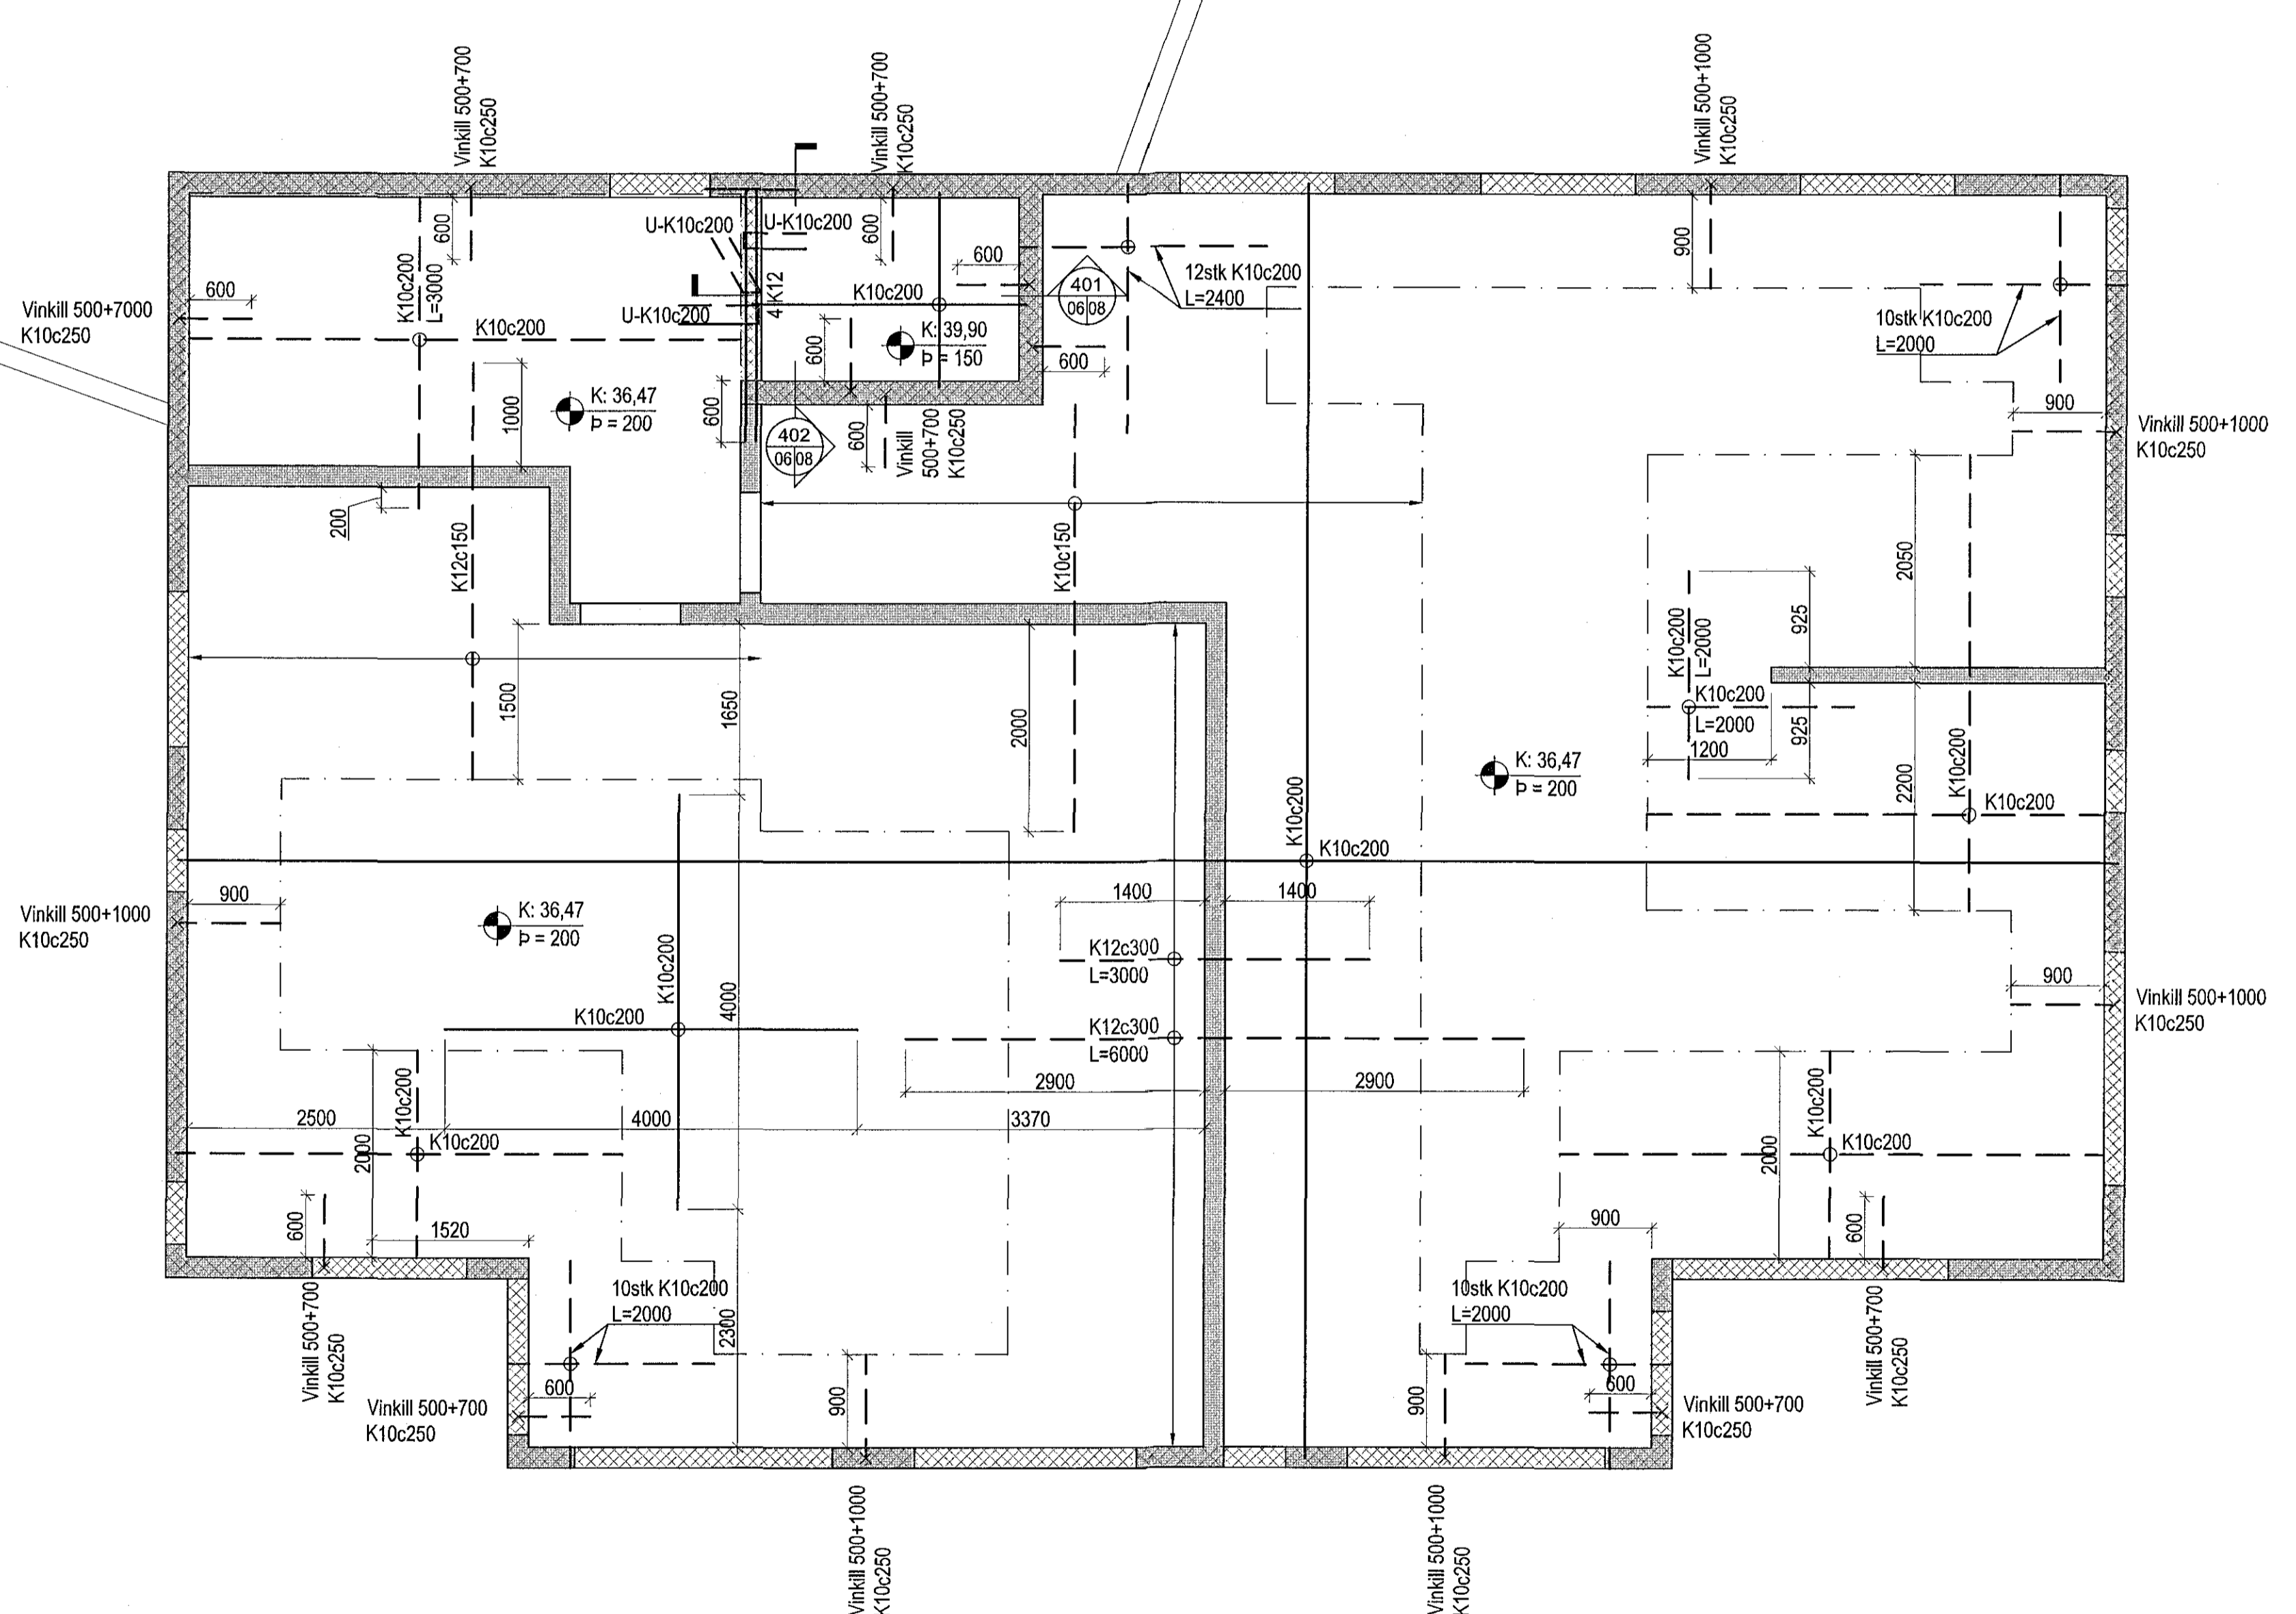 Vinkill 500+700
K10c250
Vinkill 500+700
K10c250
Vinkill 500+1000
K10c250
600
K10c200
L=3000
U-K10c200
U-K10c200
600
600
900
12stk K10c200
L=2400
401
06 08
Vinkill 500+7000
K10c250
600
K10c200
U-K10c200
4 K12
K10c200
K: 39,90
Þ = 150
600
600
10stk K10c200
L=2000
K: 36,47
Þ = 200
1000
600
402
06 08
600
Vinkill
500+700
K10c250
900
Vinkill 500+1000
K10c250
200
K12c150
K10c150
2050
925
K10c200
L=2000
K10c200
L=2000
925
1200
1500
1650
2000
K: 36,47
Þ = 200
K10c200
2200
K10c200
K10c200
K10c200
900
1400
1400
Vinkill 500+1000
K10c250
K: 36,47
Þ = 200
K10c200
4000
K12c300
L=3000
900
Vinkill 500+1000
K10c250
K10c200
K12c300
L=6000
2900
2900
2500
4000
3370
K10c200
2000
K10c200
K10c200
2000
K10c200
600
1520
900
600
10stk K10c200
L=2000
2300
10stk K10c200
L=2000
Vinkill 500+700
K10c250
600
Vinkill 500+700
K10c250
900
900
600
Vinkill 500+700
K10c250
Vinkill 500+700
K10c250
Vinkill 500+1000
K10c250
Vinkill 500+1000
K10c250